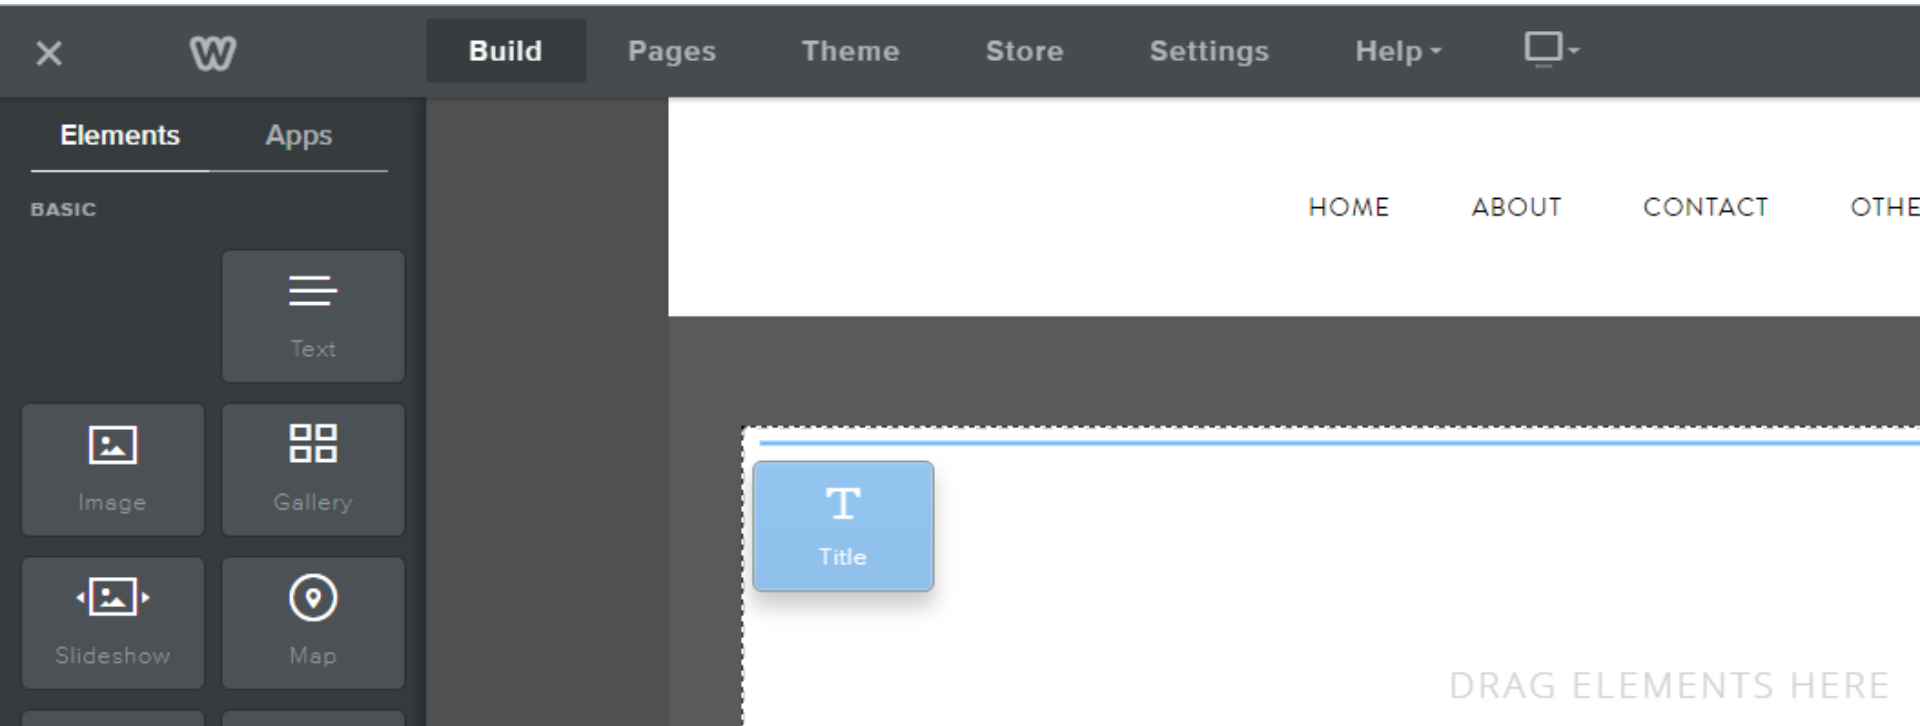 Build Pages Theme Store Settings Help
Elements Apps
BASIC
HOME ABOUT CONTACT
Text
Image Gallery
Title
Slideshow Map
DRAG ELEMENTS HERE